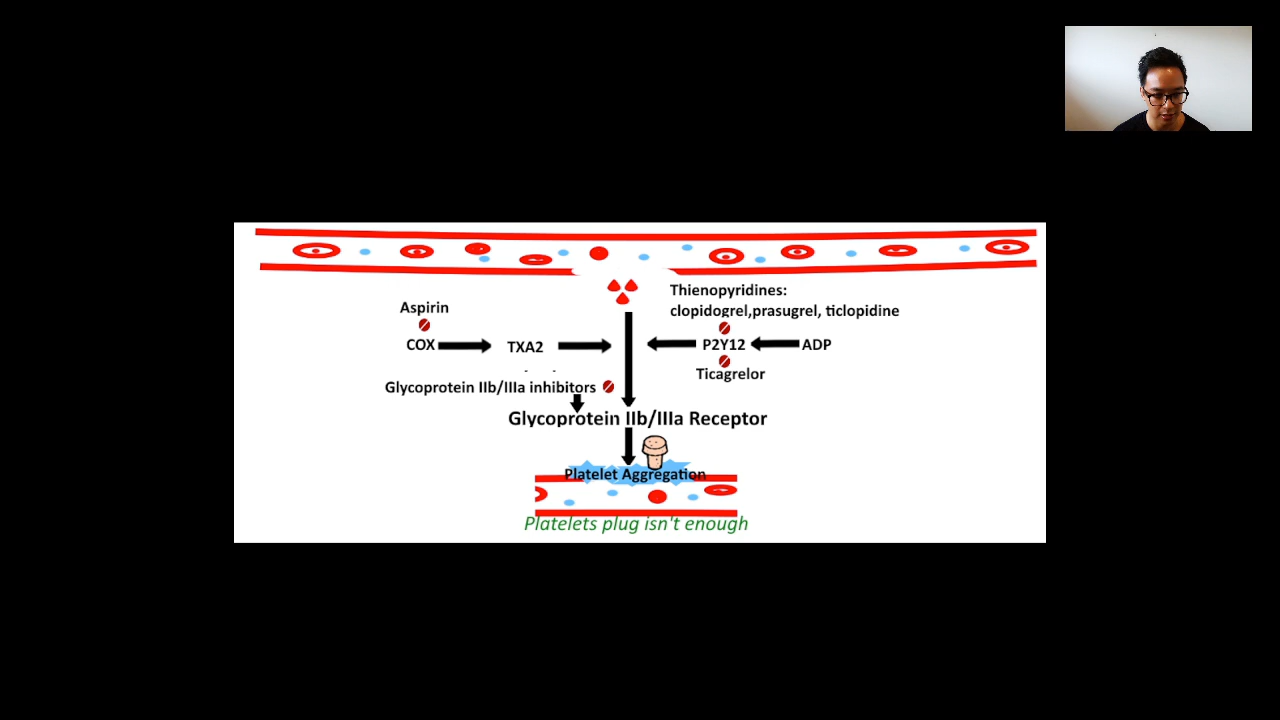 Thienopyridines:
clopidogrel,prasugrel, ticlopidine
Aspirin
COX
TXA2
P2Y12
ADP
Ticagrelor
Glycoprotein IIb/IIIa inhibitors
Glycoprotein IIb/IIIa Receptor
Platelet Aggregation
Platelets plug isn't enough